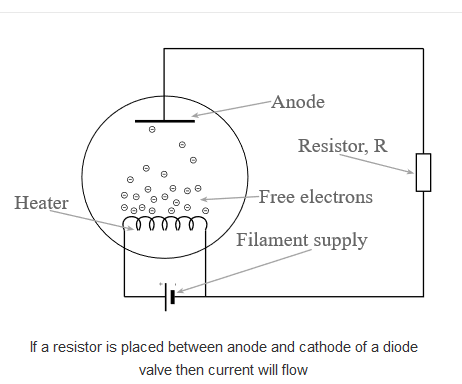 Anode
Resistor, R
Heater
Free electrons
Filament supply
If a resistor is placed between anode and cathode of a diode
valve then current will flow